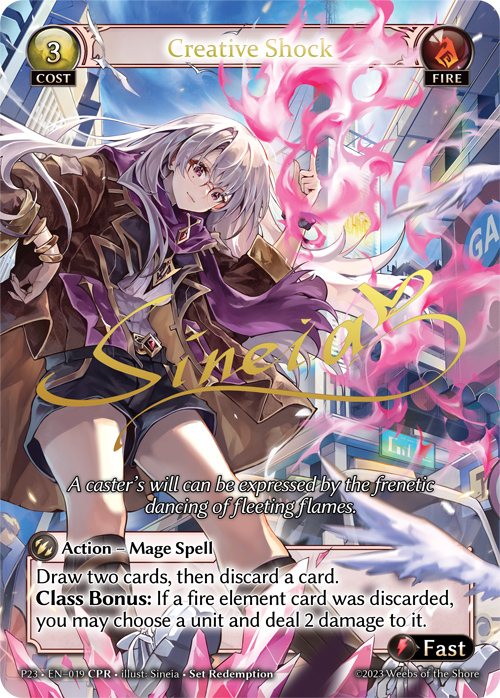 3
COST
Creative Shock
FIRE
GA
Sineia
A caster's will can be expressed by the frenetic
dancing of fleeting flames.
Action – Mage Spell
Draw two cards, then discard a card.
Class Bonus: If a fire element card was discarded,
you may choose a unit and deal 2 damage to it.
Fast
P23 • EN-019 CPR • illust: Sineia • Set Redemption
©2023 Weebs of the Shore